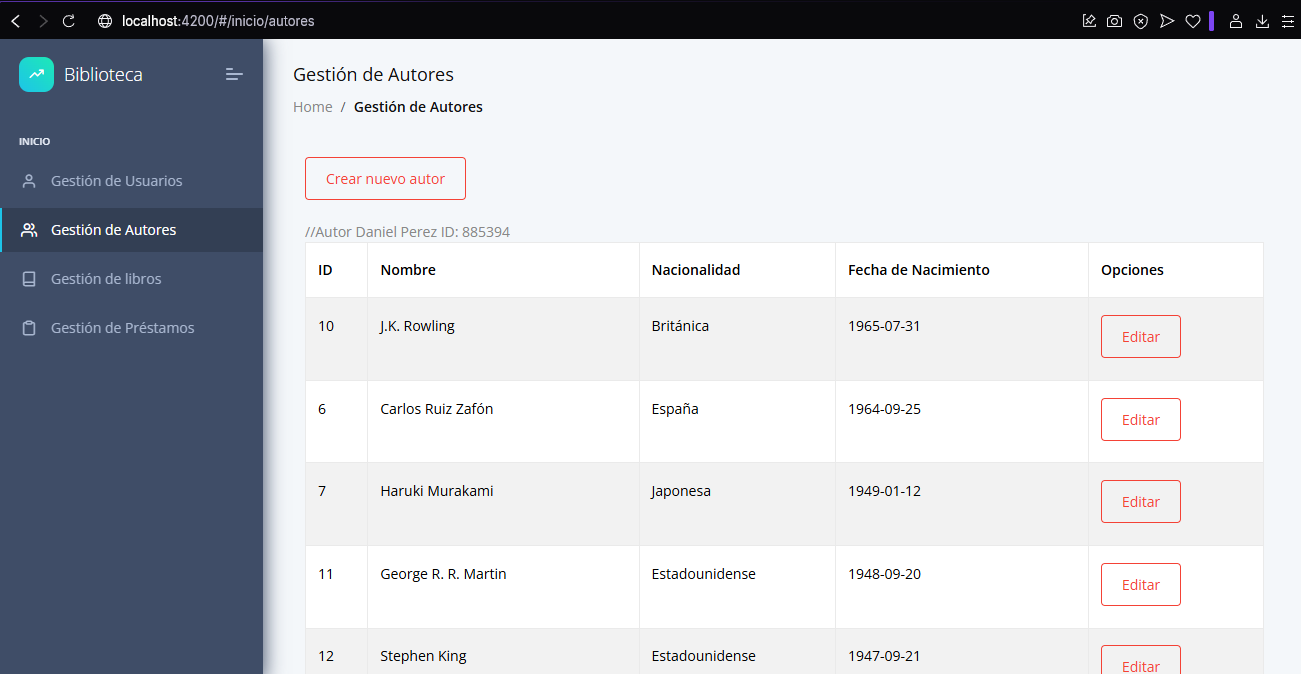 localhost:4200/#/inicio/autores
Biblioteca
INICIO
Gestión de Usuarios
Gestión de Autores
Gestión de libros
Gestión de Préstamos
Gestión de Autores
Home / Gestión de Autores
Crear nuevo autor
//Autor Daniel Perez ID: 885394
ID Nombre Nacionalidad Fecha de Nacimiento Opciones
10 J.K. Rowling Británica 1965-07-31 Editar
6 Carlos Ruiz Zafón España 1964-09-25 Editar
7 Haruki Murakami Japonesa 1949-01-12 Editar
11 George R. R. Martin Estadounidense 1948-09-20 Editar
12 Stephen King Estadounidense 1947-09-21 Editar